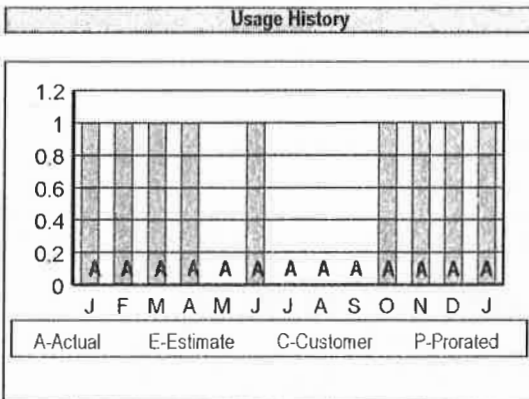 Usage History
1.2
1
0.8
0.6
0.4
0.2
0
A A A A A A A A A A A A A
J F M A M J J A S O N D J
A-Actual E-Estimate C-Customer P-Prorated